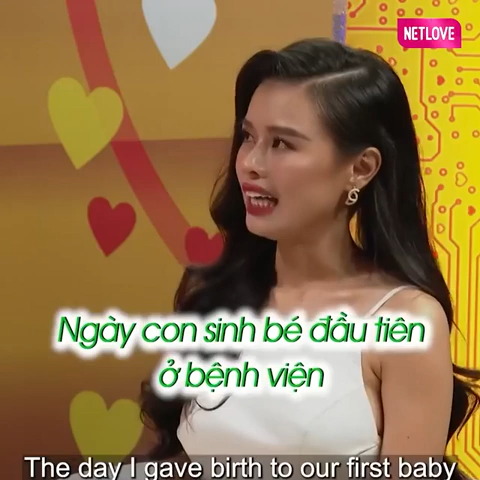 NETLOVE
Ngày con sinh bé đầu tiên
ở bệnh viện
The day I gave birth to our first baby